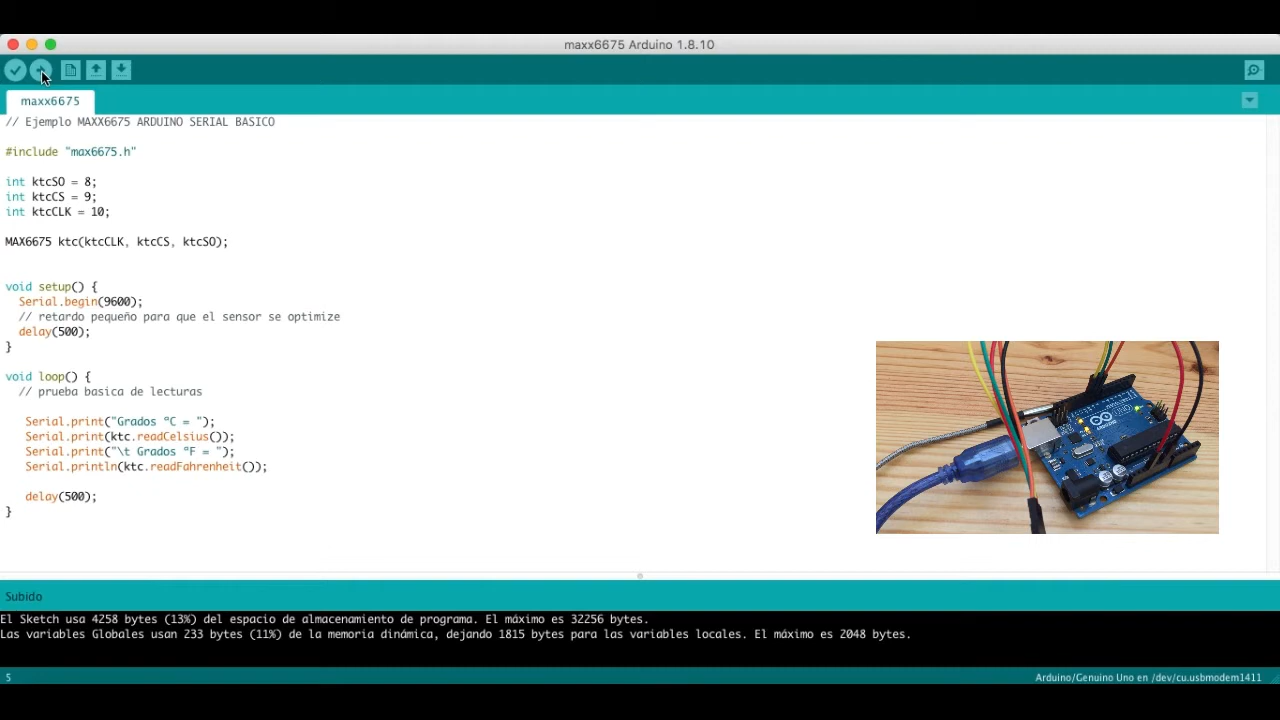 maxx6675 Arduino 1.8.10
maxx6675
// Ejemplo MAXX6675 ARDUINO SERIAL BASICO
#include "max6675.h"
int ktcSO = 8;
int ktcCS = 9;
int ktcCLK = 10;
MAX6675 ktc(ktcCLK, ktcCS, ktcSO);
void setup() {
Serial.begin(9600);
// retardo pequeño para que el sensor se optimize
delay(500);
}
void loop() {
// prueba basica de lecturas
Serial.print("Grados ºC = ");
Serial.print(ktc.readCelsius());
Serial.print("\t Grados ºF = ");
Serial.println(ktc.readFahrenheit());
delay(500);
}
ARDUINO
Subido
El Sketch usa 4258 bytes (13%) del espacio de almacenamiento de programa. El máximo es 32256 bytes.
Las variables Globales usan 233 bytes (11%) de la memoria dinámica, dejando 1815 bytes para las variables locales. El máximo es 2048 bytes.
5
Arduino/Genuino Uno en /dev/cu.usbmodem1411